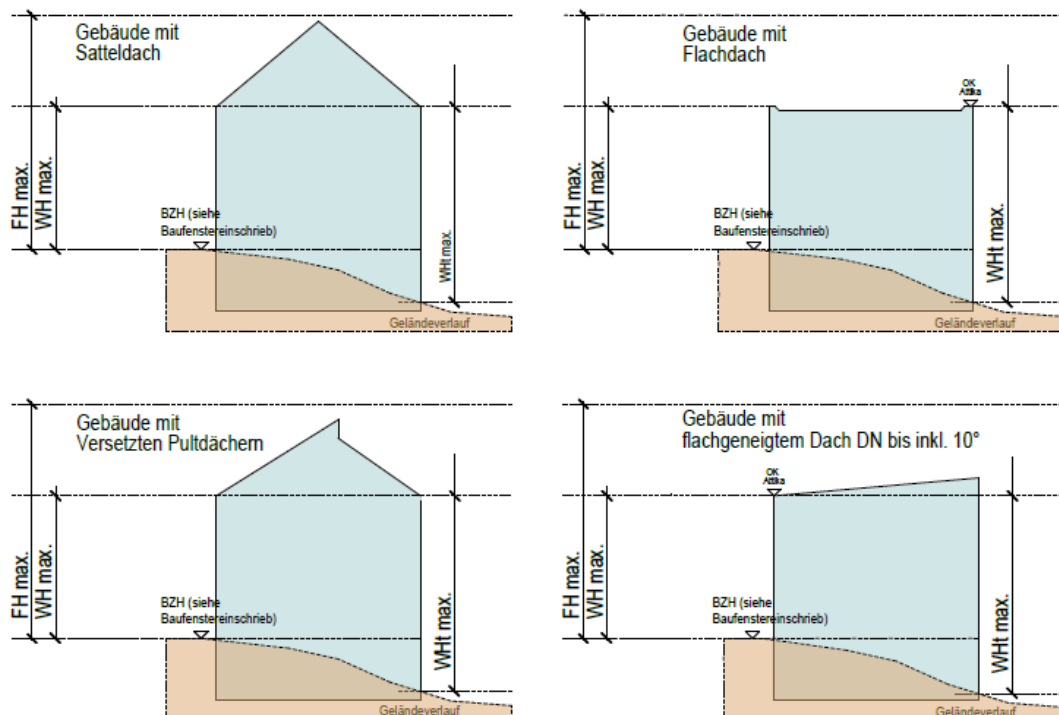 Gebäude mit
Satteldach
FH max.
WH max.
BZH (siehe
Baufenstereinschrieb)
WHt max.
Geländeverlauf
Gebäude mit
Flachdach
OK
Attika
FH max.
WH max.
BZH (siehe
Baufenstereinschrieb)
WHt max.
Geländeverlauf
Gebäude mit
Versetzten Pultdächern
FH max.
WH max.
BZH (siehe
Baufenstereinschrieb)
WHt max.
Geländeverlauf
Gebäude mit
flachgeneigtem Dach DN bis inkl. 10°
OK
Attika
FH max.
WH max.
BZH (siehe
Baufenstereinschrieb)
WHt max.
Geländeverlauf